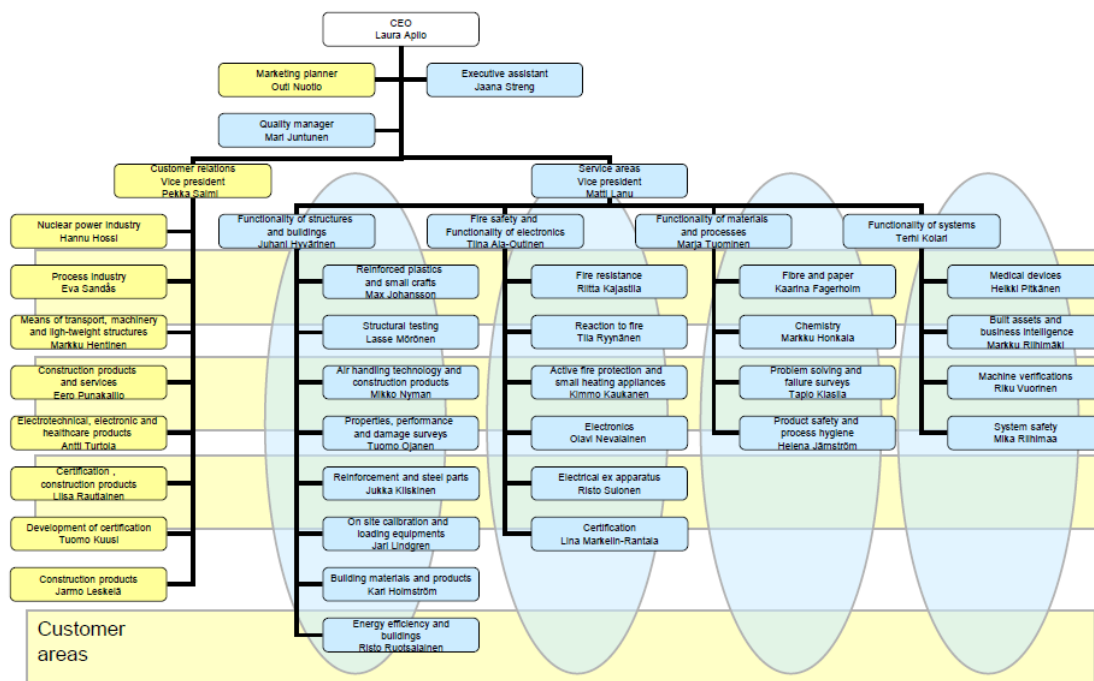 CEO
Laura Apilo
Marketing planner
Outi Nuotio
Executive assistant
Jaana Streng
Quality manager
Mari Juntunen
Customer relations
Vice president
Pekka Salmi
Service areas
Vice president
Matti Lanu
Nuclear power industry
Hannu Hossi
Functionality of structures
and buildings
Juhani Hyvärinen
Fire safety and
Functionality of electronics
Tiina Ala-Outinen
Functionality of materials
and processes
Marja Tuominen
Functionality of systems
Terhi Kolari
Process industry
Eva Sandås
Reinforced plastics
and small crafts
Max Johansson
Fire resistance
Riitta Kajastila
Fibre and paper
Kaarina Fagerholm
Medical devices
Heikki Pitkänen
Means of transport, machinery
and ligh-tweight structures
Markku Hentinen
Structural testing
Lasse Mörönen
Reaction to fire
Tiia Ryynänen
Chemistry
Markku Honkala
Built assets and
business intelligence
Markku Riihimäki
Construction products
and services
Eero Punakallio
Air handling technology and
construction products
Mikko Nyman
Active fire protection and
small heating appliances
Kimmo Kaukanen
Problem solving and
failure surveys
Tapio Klasila
Machine verifications
Riku Vuorinen
Electrotechnical, electronic and
healthcare products
Antti Turtola
Properties, performance
and damage surveys
Tuomo Ojanen
Electronics
Olavi Nevalainen
Product safety and
process hygiene
Helena Järnström
System safety
Mika Riihimaa
Certification ,
construction products
Liisa Rautiainen
Reinforcement and steel parts
Jukka Kiiskinen
Electrical ex apparatus
Risto Sulonen
Development of certification
Tuomo Kuusi
On site calibration and
loading equipments
Jari Lindgren
Certification
Lina Markelin-Rantala
Construction products
Jarmo Leskelä
Building materials and products
Kari Holmström
Energy efficiency and
buildings
Risto Ruotsalainen
Customer
areas